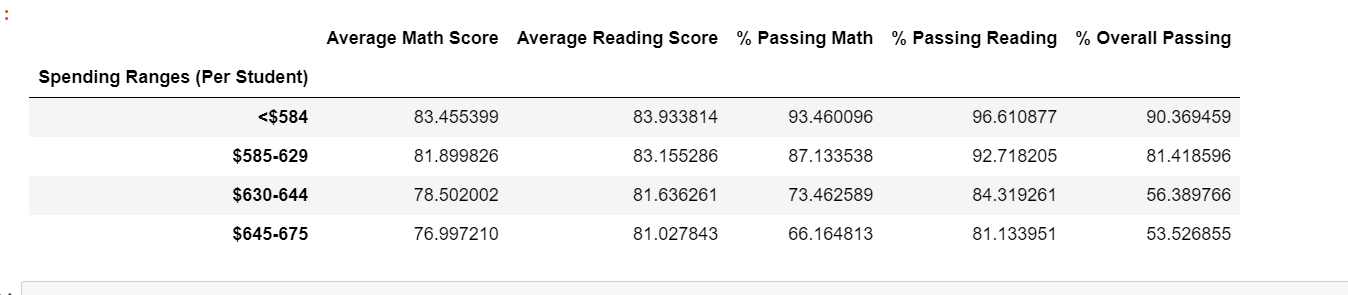 :
Average Math Score Average Reading Score % Passing Math % Passing Reading % Overall Passing
Spending Ranges (Per Student)
<$584 83.455399 83.933814 93.460096 96.610877 90.369459
$585-629 81.899826 83.155286 87.133538 92.718205 81.418596
$630-644 78.502002 81.636261 73.462589 84.319261 56.389766
$645-675 76.997210 81.027843 66.164813 81.133951 53.526855